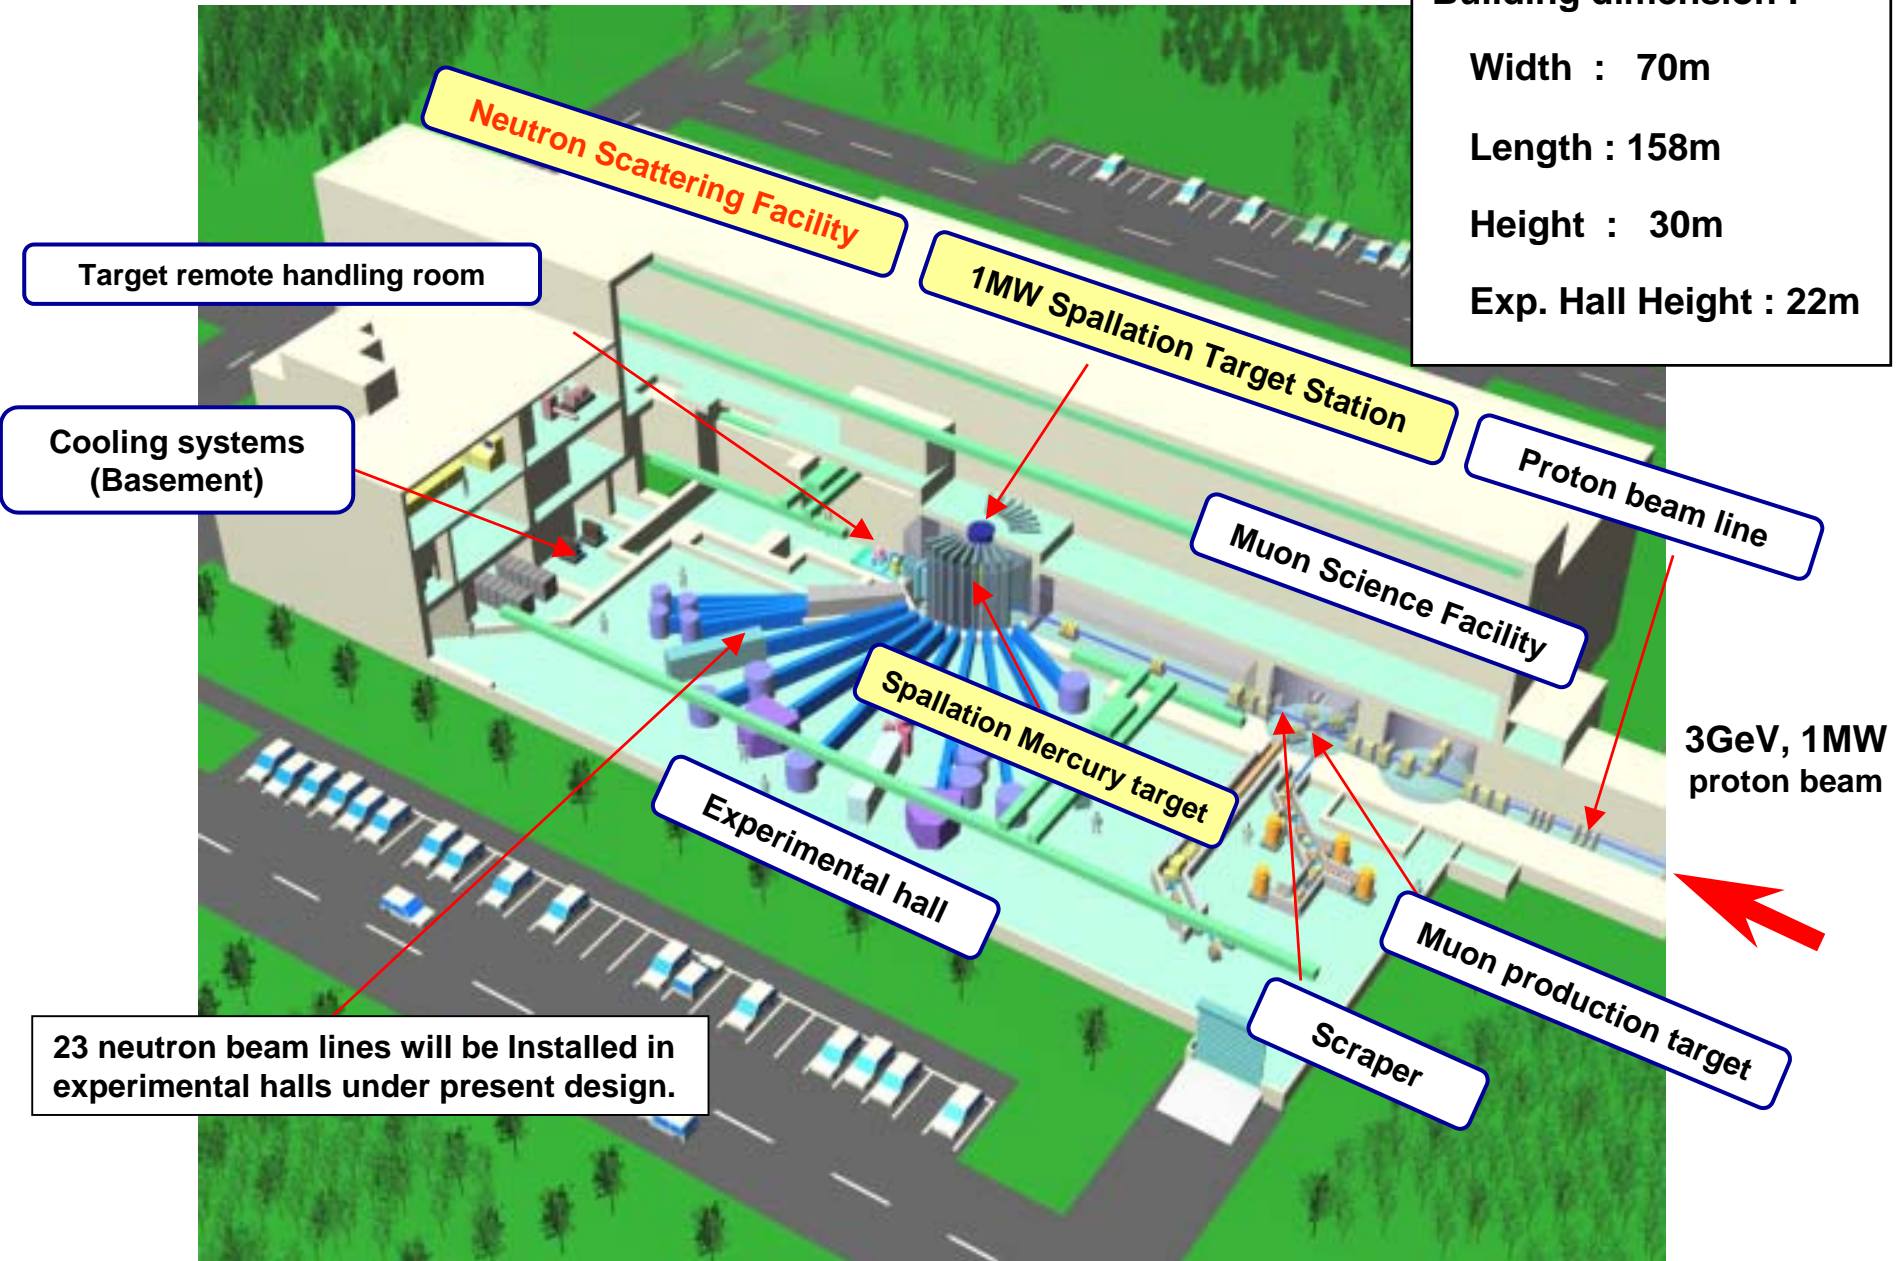 Building dimension :
Width : 70m
Length : 158m
Height : 30m
Exp. Hall Height : 22m
Neutron Scattering Facility
Target remote handling room
1MW Spallation Target Station
Cooling systems
(Basement)
Proton beam line
Muon Science Facility
Spallation Mercury target
3GeV, 1MW
proton beam
Experimental hall
Muon production target
Scraper
23 neutron beam lines will be Installed in
experimental halls under present design.